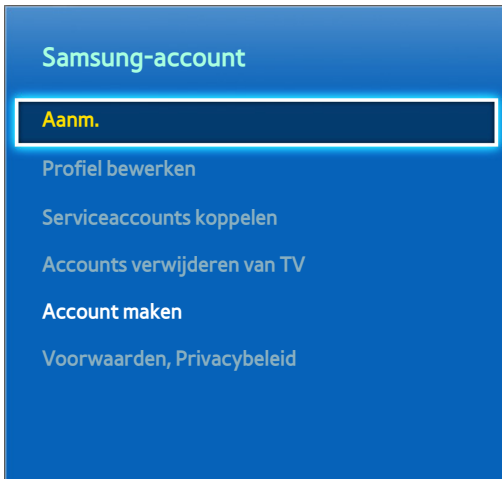 Samsung-account
Aanm.
Profiel bewerken
Serviceaccounts koppelen
Accounts verwijderen van TV
Account maken
Voorwaarden, Privacybeleid